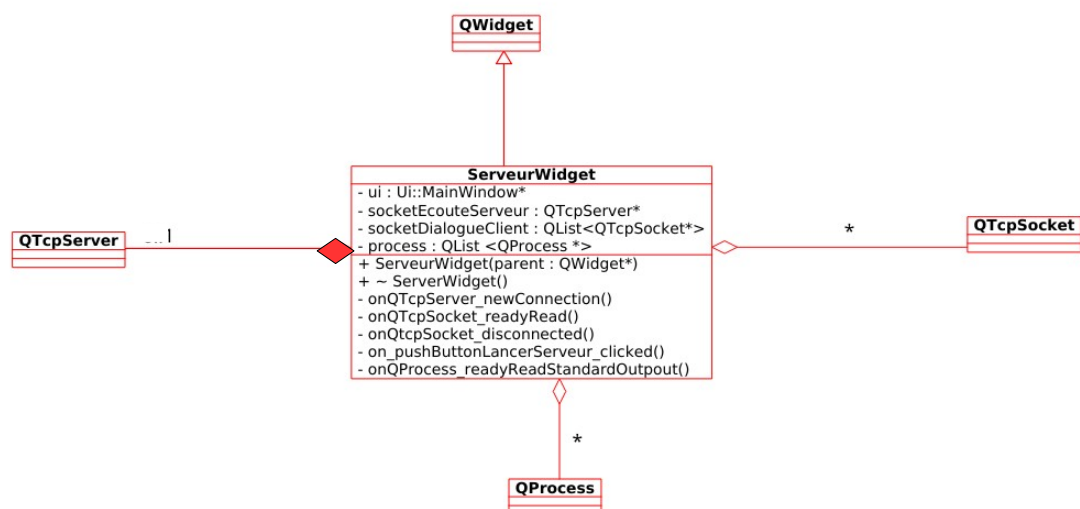 QWidget
ServeurWidget
- ui : Ui::MainWindow*
- socketEcouteServeur : QTcpServer*
- socketDialogueClient : QList<QTcpSocket*>
- process : QList <QProcess *>
+ ServeurWidget(parent : QWidget*)
+ ~ ServerWidget()
- onQTcpServer_newConnection()
- onQTcpSocket_readyRead()
- onQtcpSocket_disconnected()
- on_pushButtonLancerServeur_clicked()
- onQProcess_readyReadStandardOutpout()
QTcpServer
*
QTcpSocket
*
QProcess